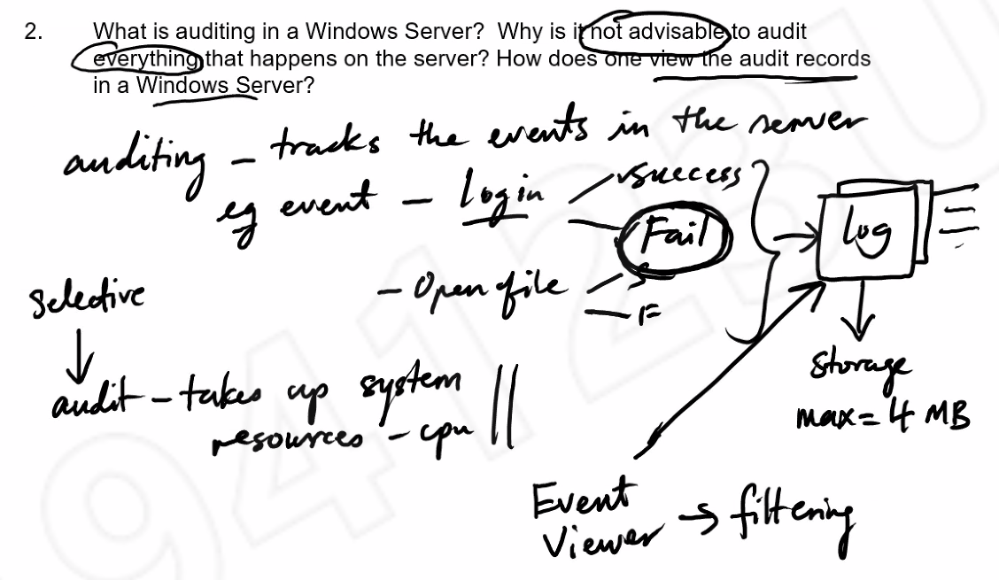 2. What is auditing in a Windows Server? Why is it not advisable to audit
everything that happens on the server? How does one view the audit records
in a Windows Server?
auditing – tracks the events in the server
eg event – Login
success
Fail
Log
- Open file
S
F
Selective
audit – takes up system
resources – cpu
Storage
max = 4 MB
Event
Viewer → filtering